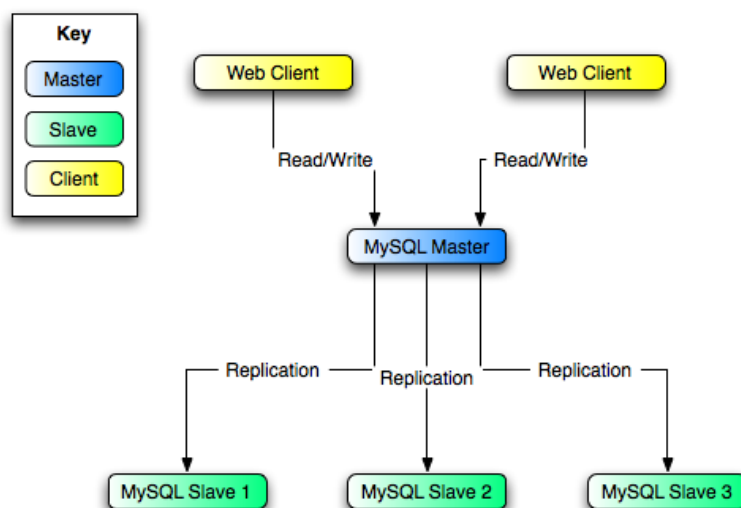 Key
Master
Slave
Client
Web Client
Web Client
Read/Write
Read/Write
MySQL Master
Replication
Replication
Replication
MySQL Slave 1
MySQL Slave 2
MySQL Slave 3